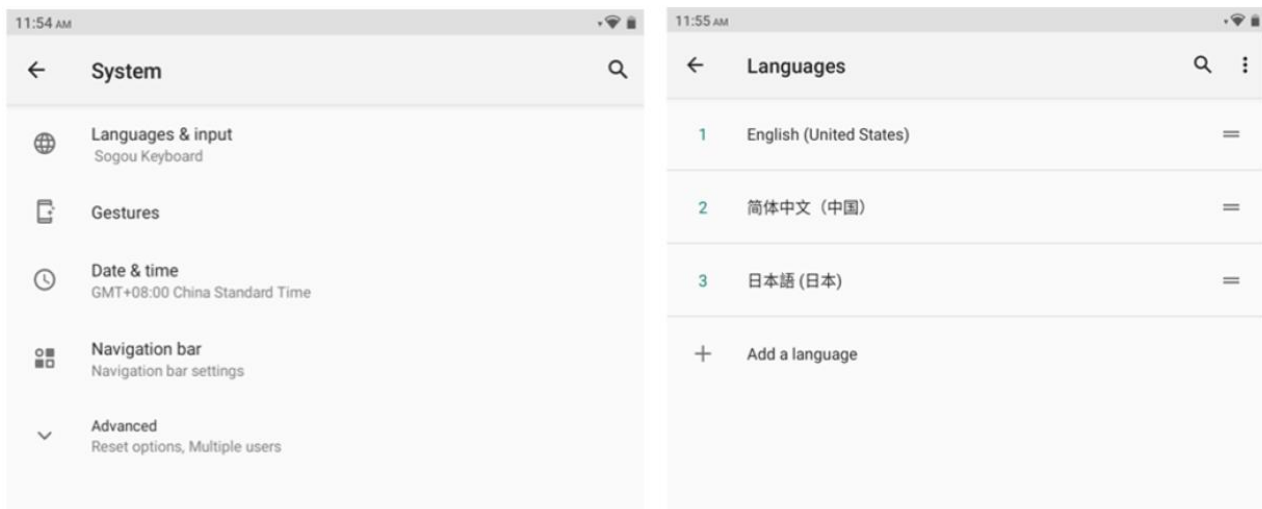 11:54 AM
System
Languages & input
Sogou Keyboard
Gestures
Date & time
GMT+08:00 China Standard Time
Navigation bar
Navigation bar settings
Advanced
Reset options, Multiple users
11:55 AM
Languages
1 English (United States)
2 简体中文（中国）
3 日本語 (日本)
Add a language